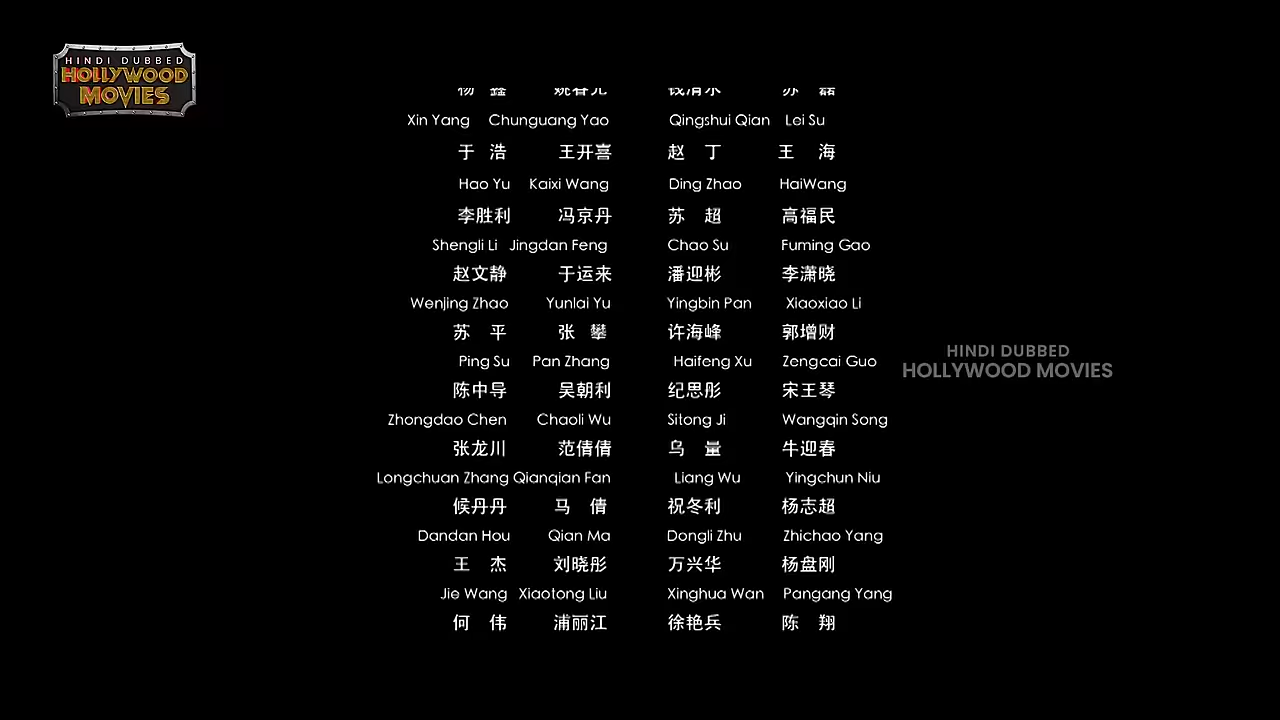 HINDI DUBBED
HOLLYWOOD
MOVIES
Xin Yang Chunguang Yao Qingshui Qian Lei Su
于 浩 王开喜 赵 丁 王 海
Hao Yu Kaixi Wang Ding Zhao HaiWang
李胜利 冯京丹 苏 超 高福民
Shengli Li Jingdan Feng Chao Su Fuming Gao
赵文静 于运来 潘迎彬 李潇晓
Wenjing Zhao Yunlai Yu Yingbin Pan Xiaoxiao Li
苏 平 张 攀 许海峰 郭增财
Ping Su Pan Zhang Haifeng Xu Zengcai Guo
HINDI DUBBED
HOLLYWOOD MOVIES
陈中导 吴朝利 纪思彤 宋王琴
Zhongdao Chen Chaoli Wu Sitong Ji Wangqin Song
张龙川 范倩倩 乌 量 牛迎春
Longchuan Zhang Qianqian Fan Liang Wu Yingchun Niu
候丹丹 马 倩 祝冬利 杨志超
Dandan Hou Qian Ma Dongli Zhu Zhichao Yang
王 杰 刘晓彤 万兴华 杨盘刚
Jie Wang Xiaotong Liu Xinghua Wan Pangang Yang
何 伟 浦丽江 徐艳兵 陈 翔